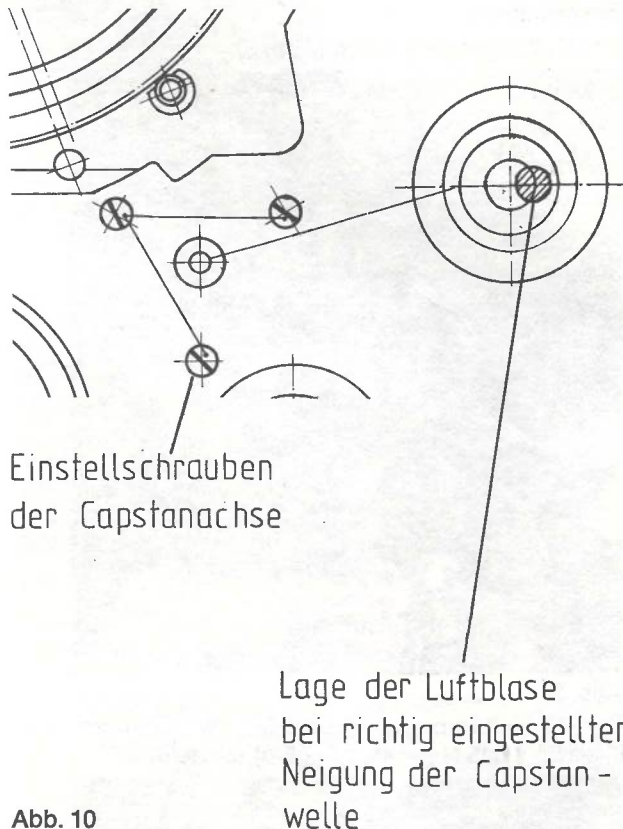 Einstellschrauben
der Capstanachse
Lage der Luftblase
bei richtig eingestellter
Neigung der Capstan-
welle
Abb. 10